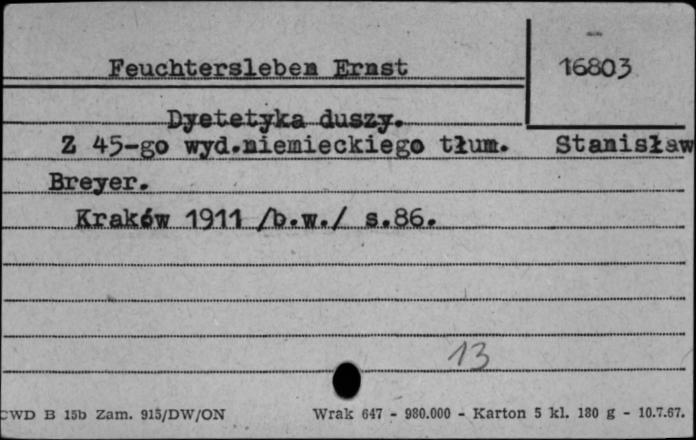 Feuchtersleben Ernst
16803
Dyetetyka duszy.
Z 45-go wyd.niemieckiego tłum. Stanisław
Breyer.
Kraków 1911 /b.w./ s.86.
13
CWD B 15b Zam. 915/DW/ON Wrak 647 - 980.000 - Karton 5 kl. 180 g - 10.7.67.